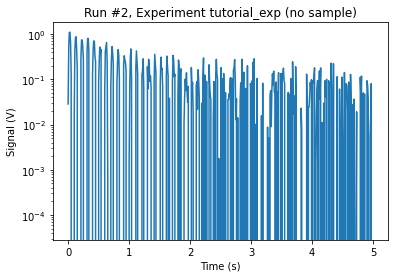 Run #2, Experiment tutorial_exp (no sample)
Signal (V)
10⁰
10⁻¹
10⁻²
10⁻³
10⁻⁴
0 1 2 3 4 5
Time (s)